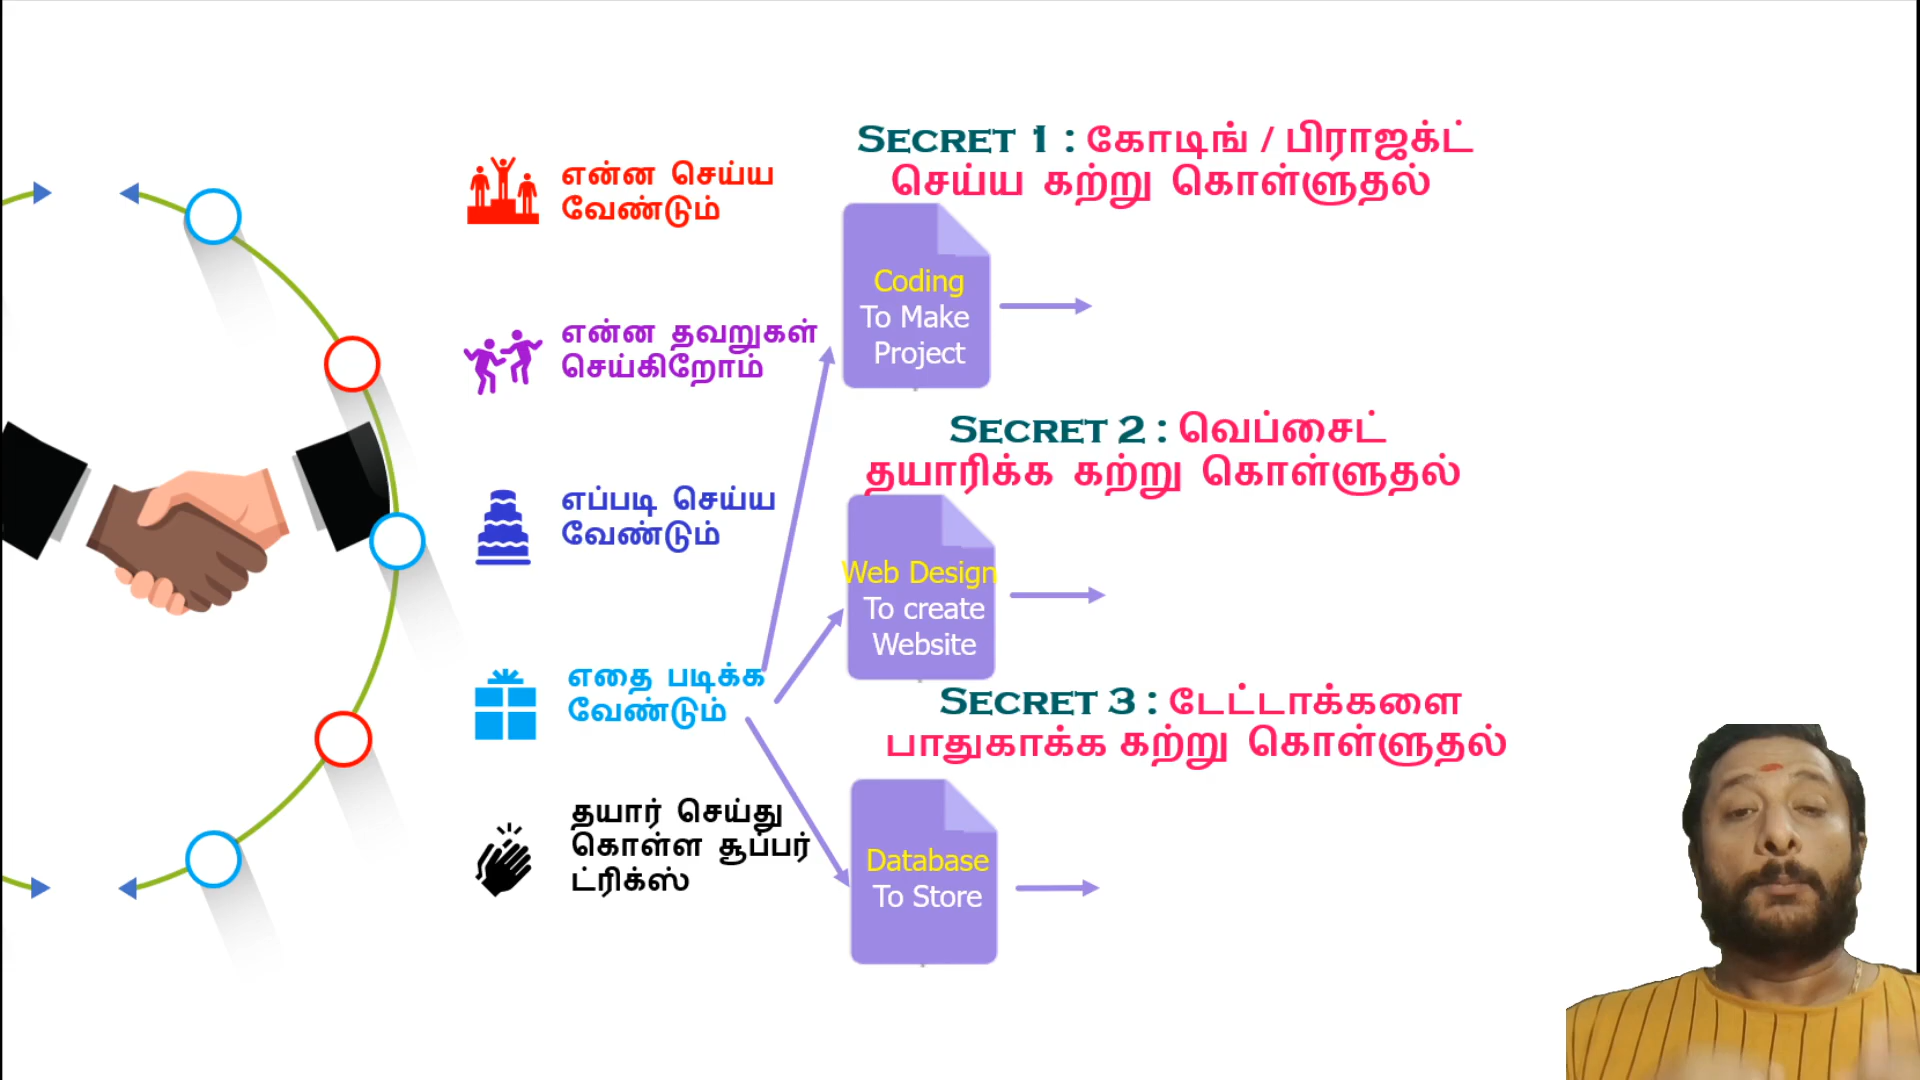 என்ன செய்ய
வேண்டும்
என்ன தவறுகள்
செய்கிறோம்
எப்படி செய்ய
வேண்டும்
எதை படிக்க
வேண்டும்
தயார் செய்து
கொள்ள சூப்பர்
ட்ரிக்ஸ்
SECRET 1 : கோடிங் / பிராஜக்ட்
செய்ய கற்று கொள்ளுதல்
Coding
To Make
Project
SECRET 2 : வெப்சைட்
தயாரிக்க கற்று கொள்ளுதல்
Web Design
To create
Website
SECRET 3 : டேட்டாக்களை
பாதுகாக்க கற்று கொள்ளுதல்
Database
To Store